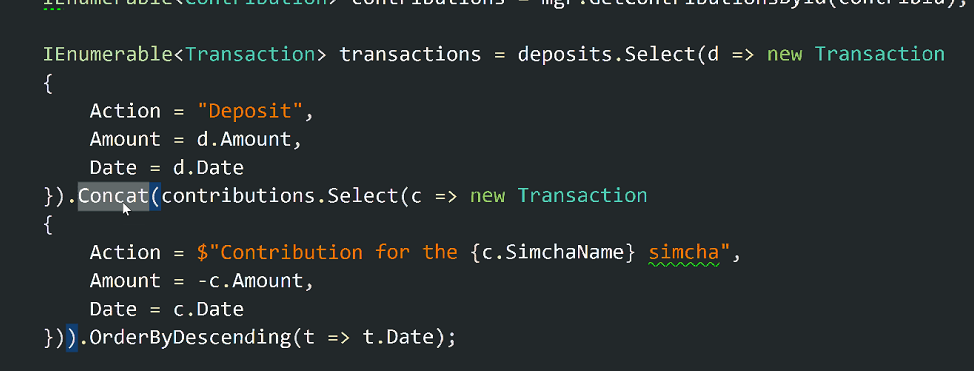 IEnumerable<Contribution> contributions = mgr.GetContributionsById(contribId);
IEnumerable<Transaction> transactions = deposits.Select(d => new Transaction
{
Action = "Deposit",
Amount = d.Amount,
Date = d.Date
}).Concat(contributions.Select(c => new Transaction
{
Action = $"Contribution for the {c.SimchaName} simcha",
Amount = -c.Amount,
Date = c.Date
})).OrderByDescending(t => t.Date);